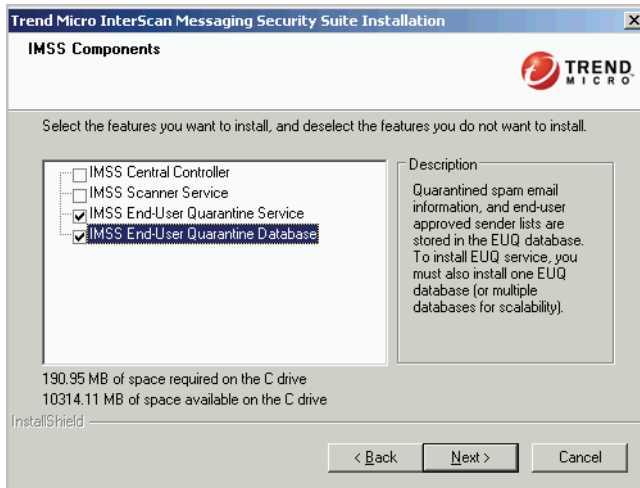 Trend Micro InterScan Messaging Security Suite Installation
IMSS Components
TREND
MICRO
Select the features you want to install, and deselect the features you do not want to install.
IMSS Central Controller
IMSS Scanner Service
IMSS End-User Quarantine Service
IMSS End-User Quarantine Database
Description
Quarantined spam email
information, and end-user
approved sender lists are
stored in the EUQ database.
To install EUQ service, you
must also install one EUQ
database (or multiple
databases for scalability).
190.95 MB of space required on the C drive
10314.11 MB of space available on the C drive
InstallShield
< Back
Next >
Cancel